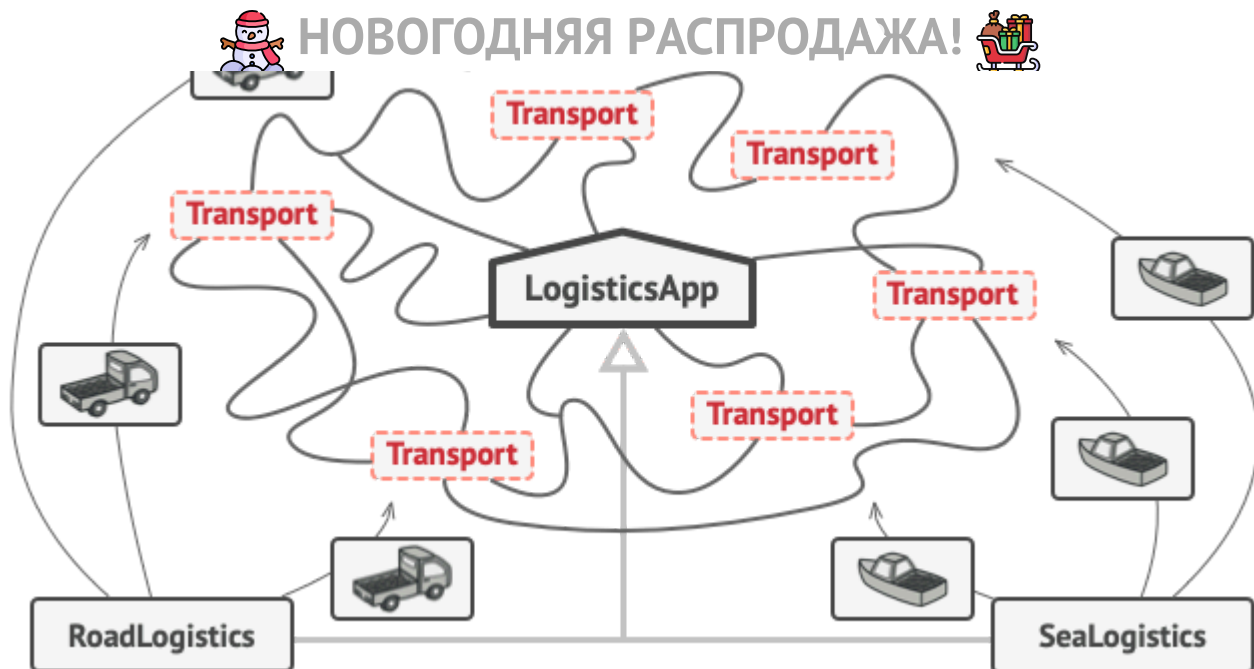 НОВОГОДНЯЯ РАСПРОДАЖА!
Transport
Transport
Transport
LogisticsApp
Transport
Transport
Transport
RoadLogistics
SeaLogistics